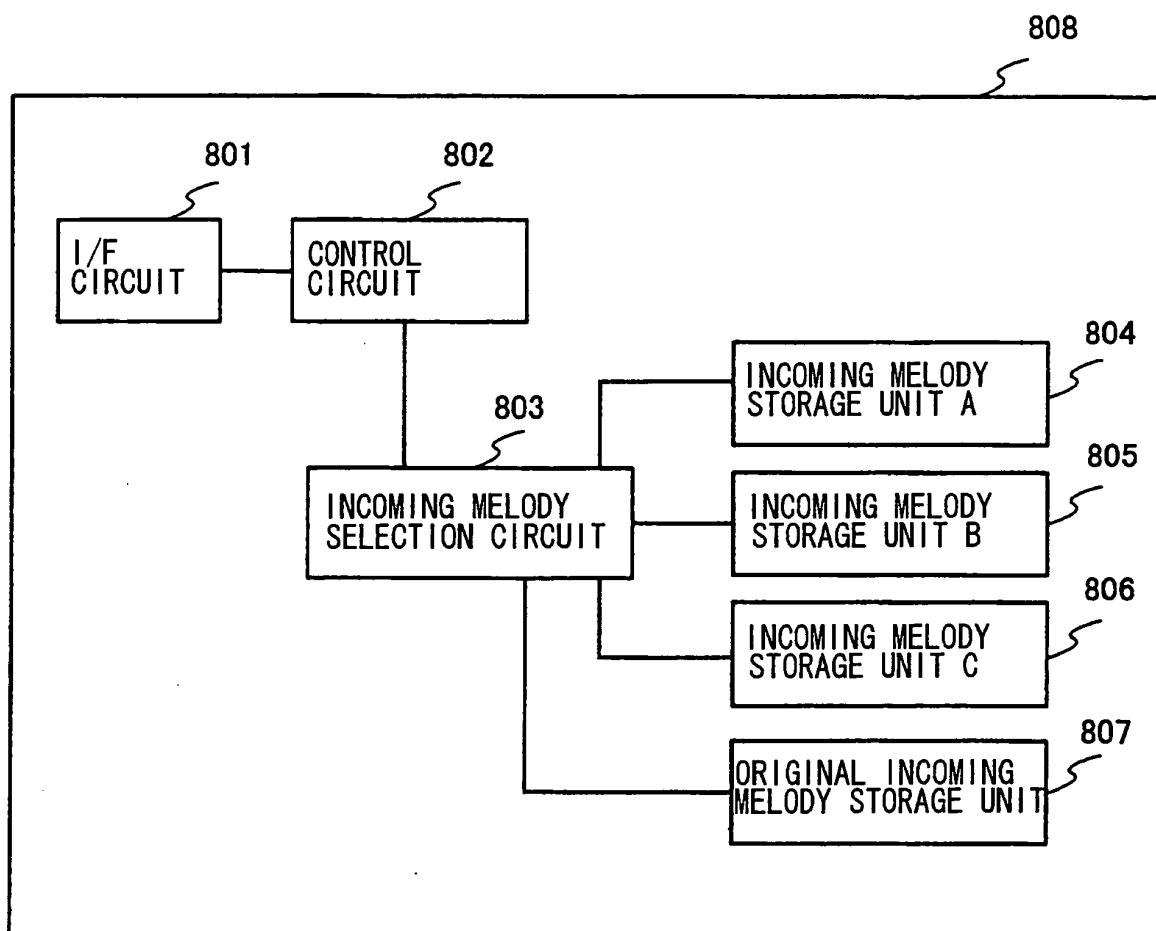 808
801
802
I/F
CIRCUIT
CONTROL
CIRCUIT
804
INCOMING MELODY
STORAGE UNIT A
803
805
INCOMING MELODY
SELECTION CIRCUIT
INCOMING MELODY
STORAGE UNIT B
806
INCOMING MELODY
STORAGE UNIT C
807
ORIGINAL INCOMING
MELODY STORAGE UNIT